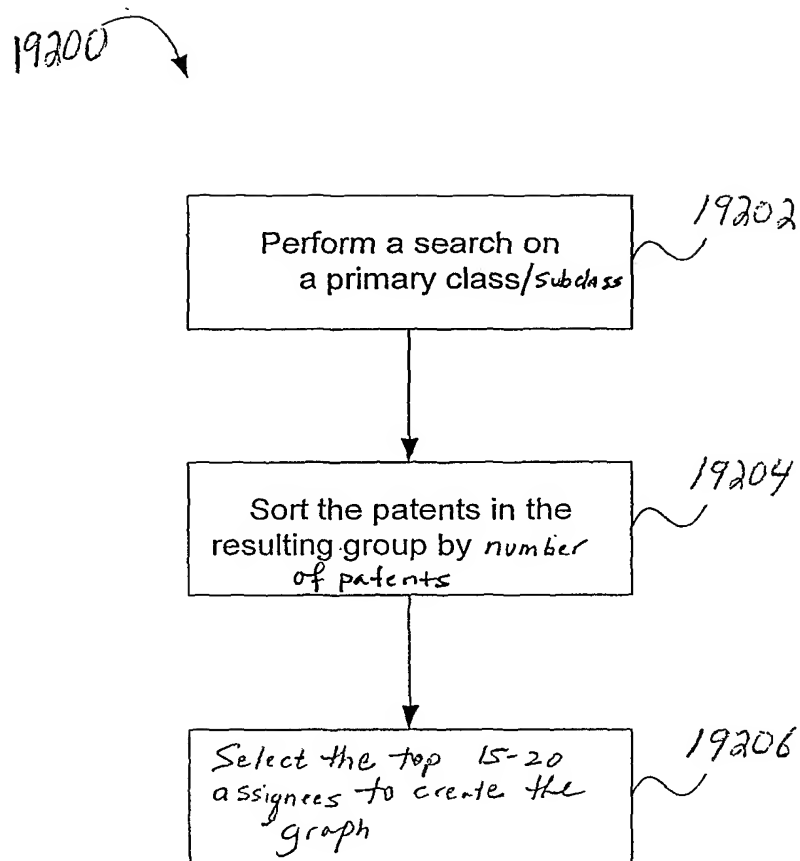 19200
19202
Perform a search on
a primary class/subclass
19204
Sort the patents in the
resulting group by number
of patents
19206
Select the top 15-20
assignees to create the
graph